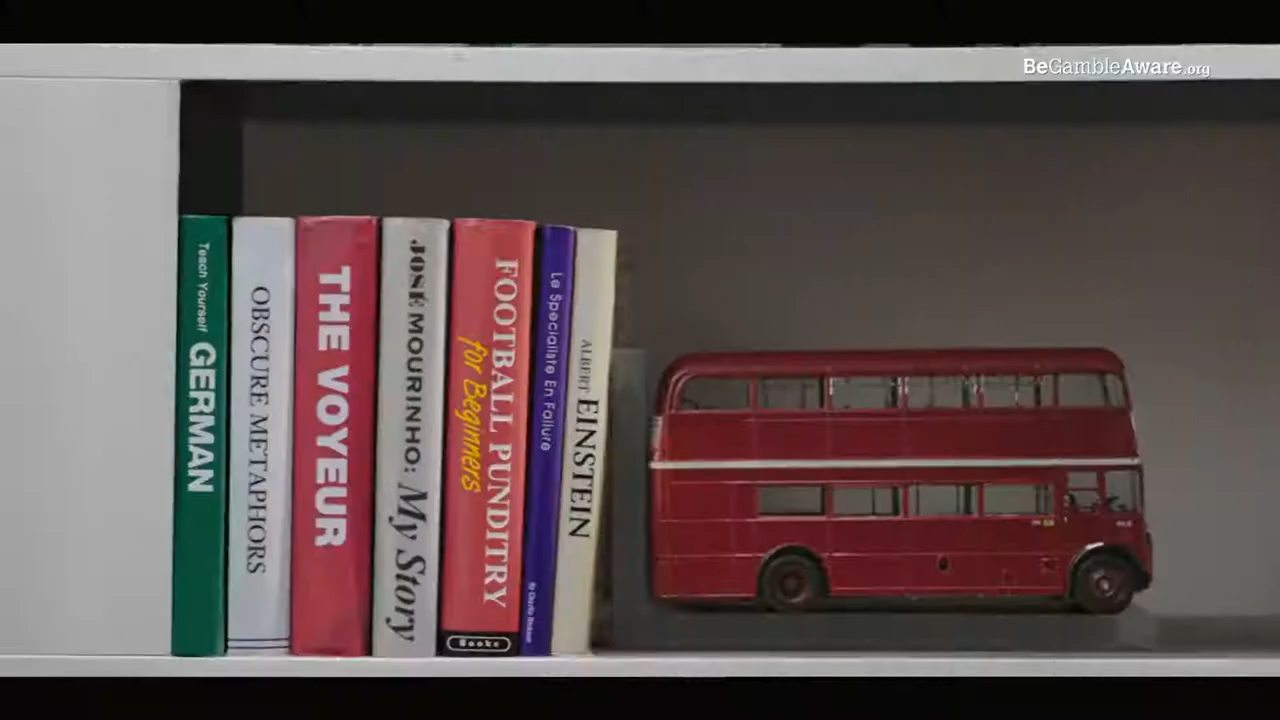 BeGambleAware.org
Teach Yourself GERMAN
OBSCURE METAPHORS
THE VOYEUR
JOSÉ MOURINHO: My Story
FOOTBALL PUNDITRY
for Beginners
Books
Le Specialiste En Failure
ALBERT EINSTEIN